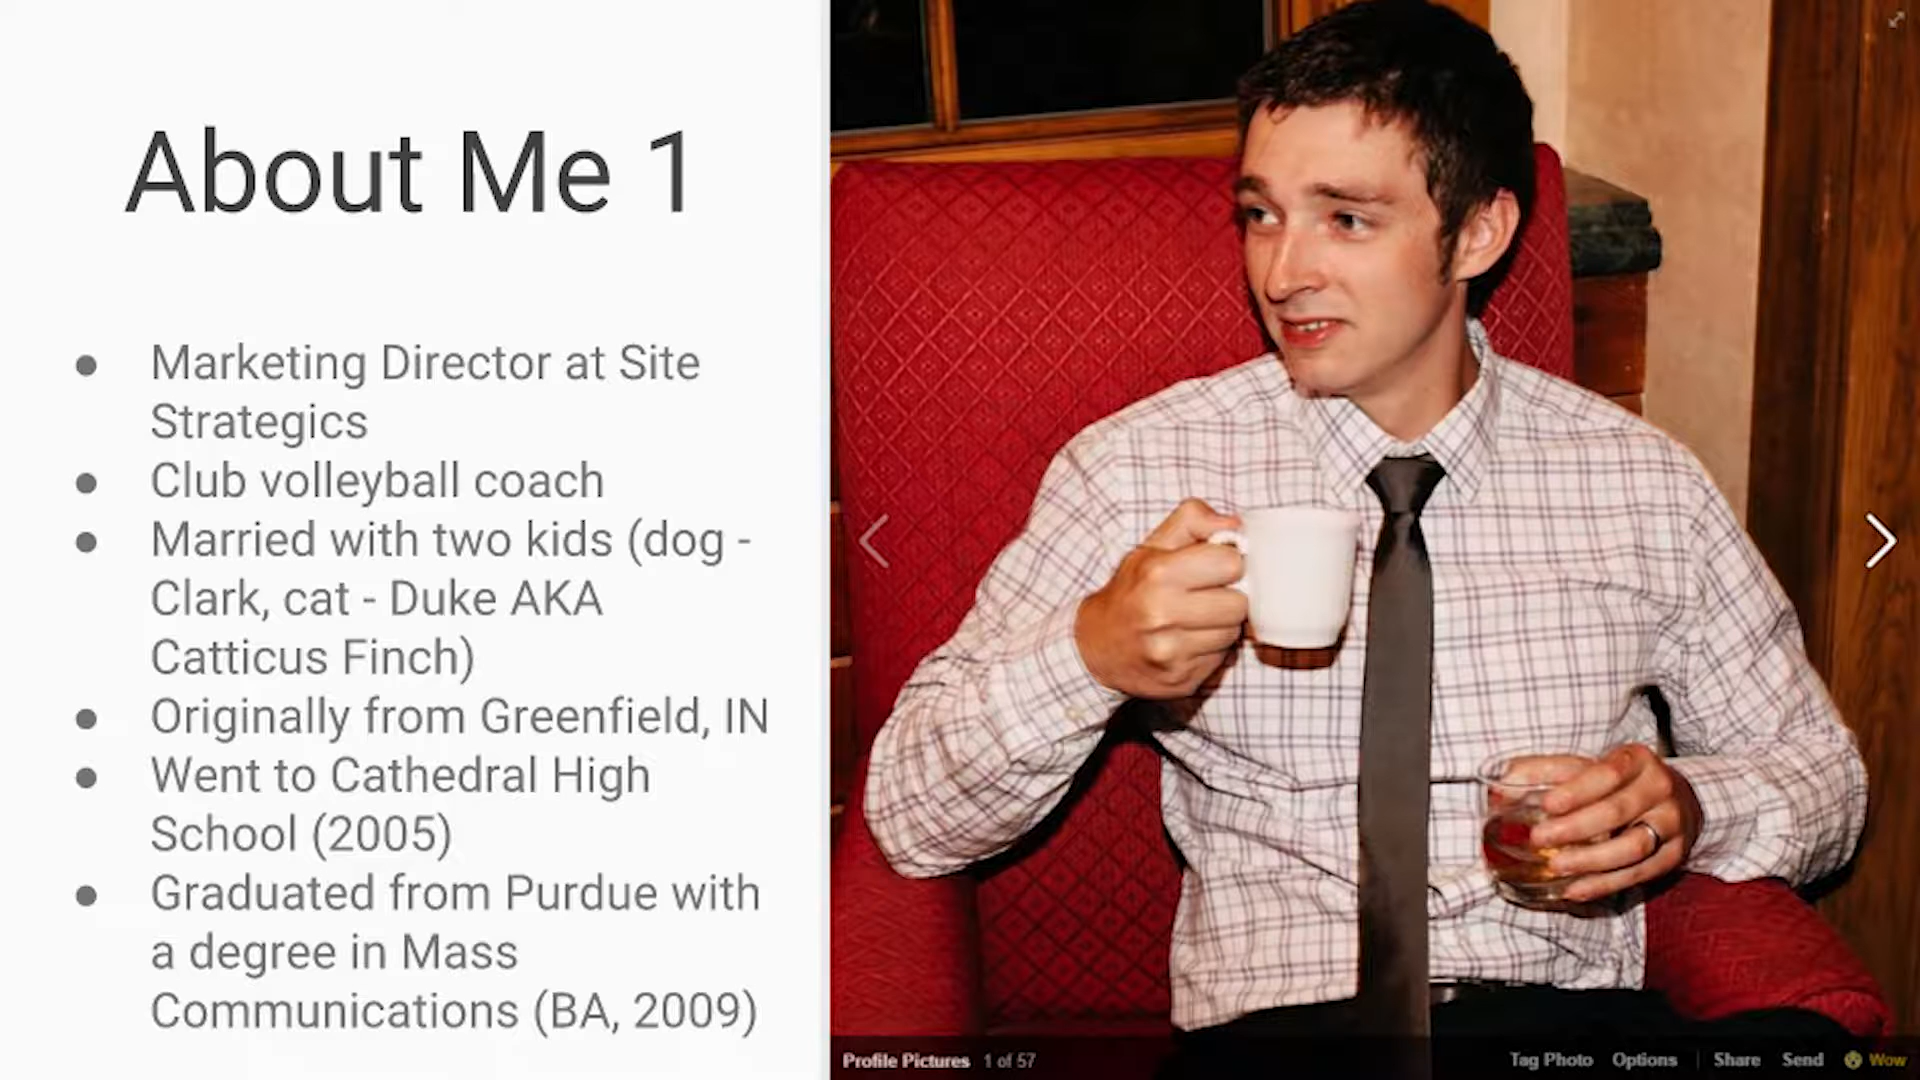 About Me 1
● Marketing Director at Site
Strategics
● Club volleyball coach
● Married with two kids (dog -
Clark, cat - Duke AKA
Catticus Finch)
● Originally from Greenfield, IN
● Went to Cathedral High
School (2005)
● Graduated from Purdue with
a degree in Mass
Communications (BA, 2009)
Profile Pictures 1 of 57
Tag Photo Options Share Send Wow